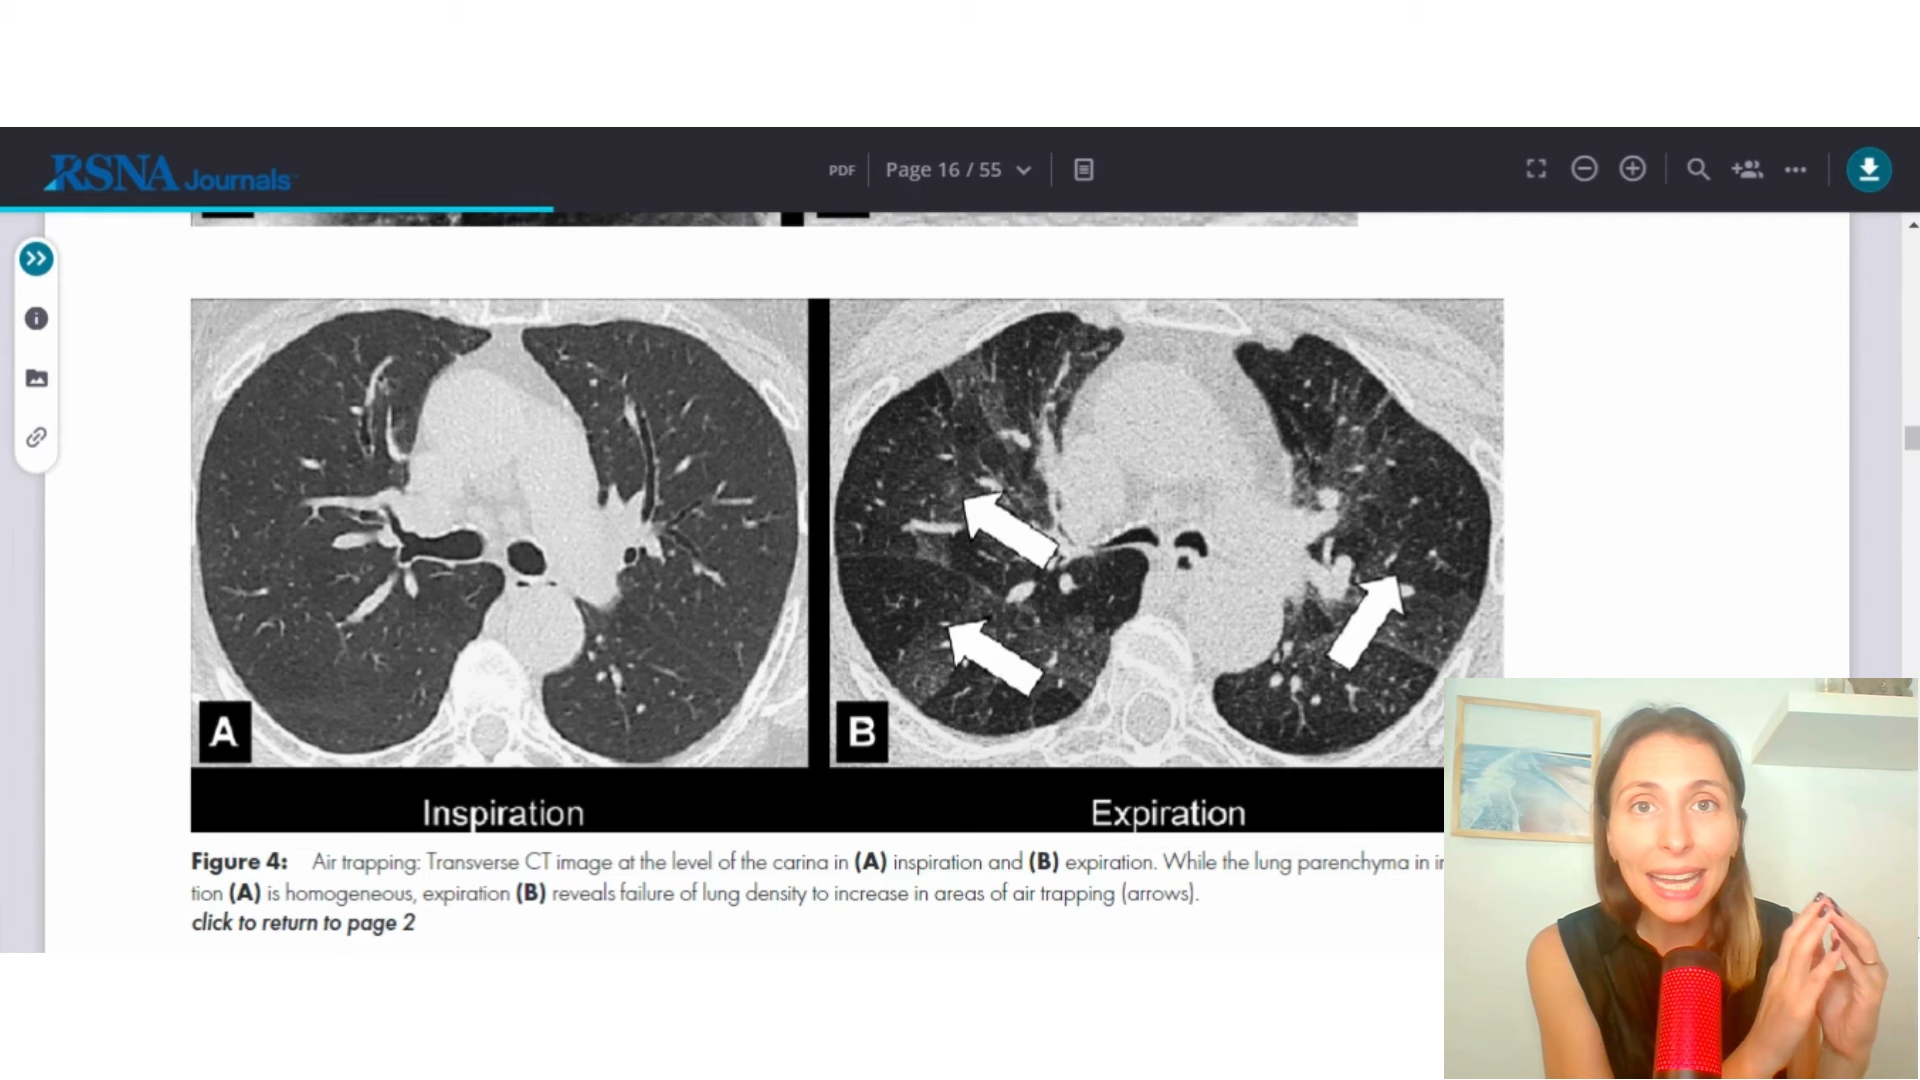 RSNA Journals
PDF
Page 16 / 55
A
B
Inspiration
Expiration
Figure 4: Air trapping: Transverse CT image at the level of the carina in (A) inspiration and (B) expiration. While the lung parenchyma in
tion (A) is homogeneous, expiration (B) reveals failure of lung density to increase in areas of air trapping (arrows).
click to return to page 2